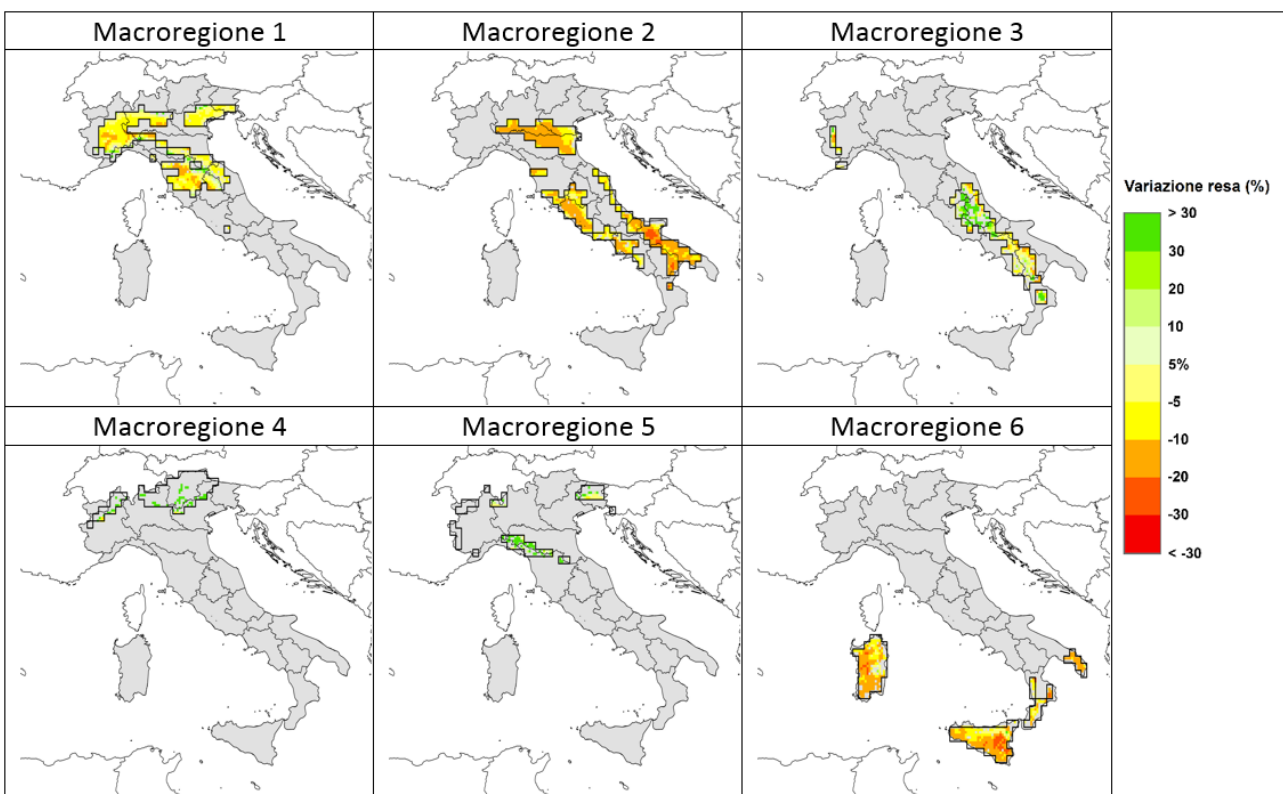 Macroregione 1
Macroregione 2
Macroregione 3
Variazione resa (%)
> 30
30
20
10
5%
-5
-10
-20
-30
< -30
Macroregione 4
Macroregione 5
Macroregione 6